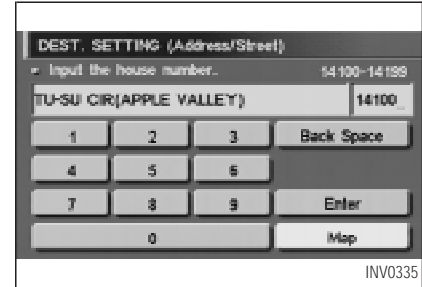 DEST. SETTING (Address/Street)
Input the house number. 14100-14199
TU-SU CIR(APPLE VALLEY) 14100_
1 2 3 Back Space
4 5 6
7 8 9 Enter
0 Map
INV0335